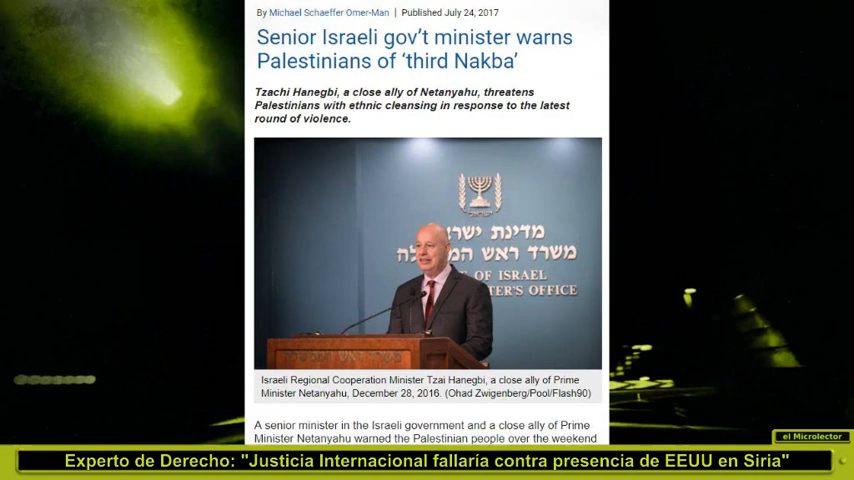 By Michael Schaeffer Omer-Man | Published July 24, 2017
Senior Israeli gov't minister warns
Palestinians of 'third Nakba'
Tzachi Hanegbi, a close ally of Netanyahu, threatens
Palestinians with ethnic cleansing in response to the latest
round of violence.
מדינת ישר
משרד ראש המ
לה
OF ISRAEL
TER'S OFFICE
Israeli Regional Cooperation Minister Tzai Hanegbi, a close ally of Prime
Minister Netanyahu, December 28, 2016. (Ohad Zwigenberg/Pool/Flash90)
A senior minister in the Israeli government and a close ally of Prime
Minister Netanyahu warned the Palestinian people over the weekend
el Microlector
Experto de Derecho: "Justicia Internacional fallaría contra presencia de EEUU en Siria"